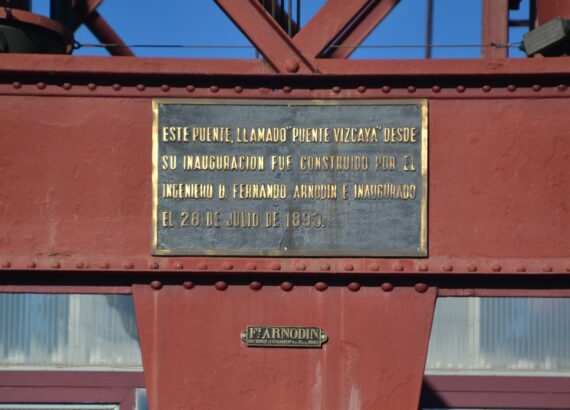 ESTE PUENTE, LLAMADO "PUENTE VIZCAYA" DESDE
SU INAUGURACION FUE CONSTRUIDO POR EL
INGENIERO D. FERNANDO ARNODIN E INAUGURADO
EL 28 DE JULIO DE 1893.
Fd. ARNODIN